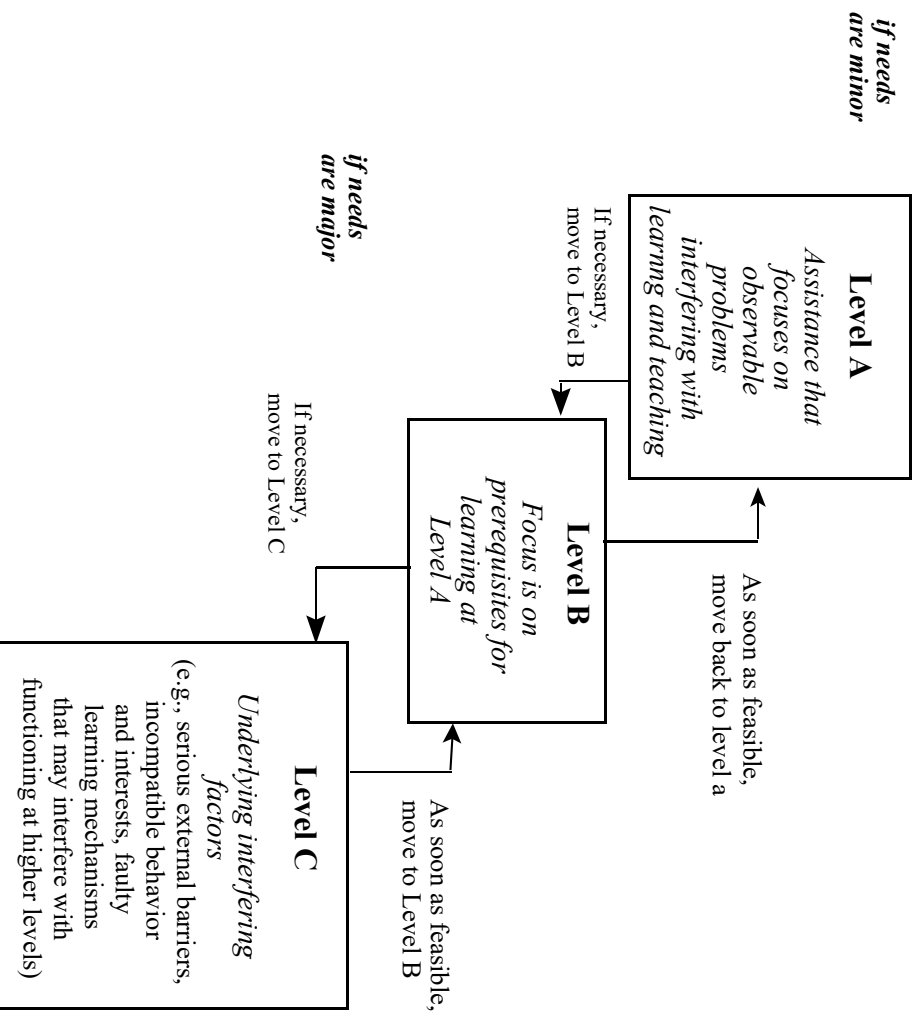 if needs
are minor
Level A
Assistance that
focuses on
observable
problems
interfering with
learnng and teaching
If necessary,
move to Level B
As soon as feasible,
move back to level a
if needs
are major
Level B
Focus is on
prerequisites for
learning at
Level A
If necessary,
move to Level C
As soon as feasible,
move to Level B
Level C
Underlying interfering
factors
(e.g., serious external barriers,
incompatible behavior
and interests, faulty
learning mechanisms
that may interfere with
functioning at higher levels)